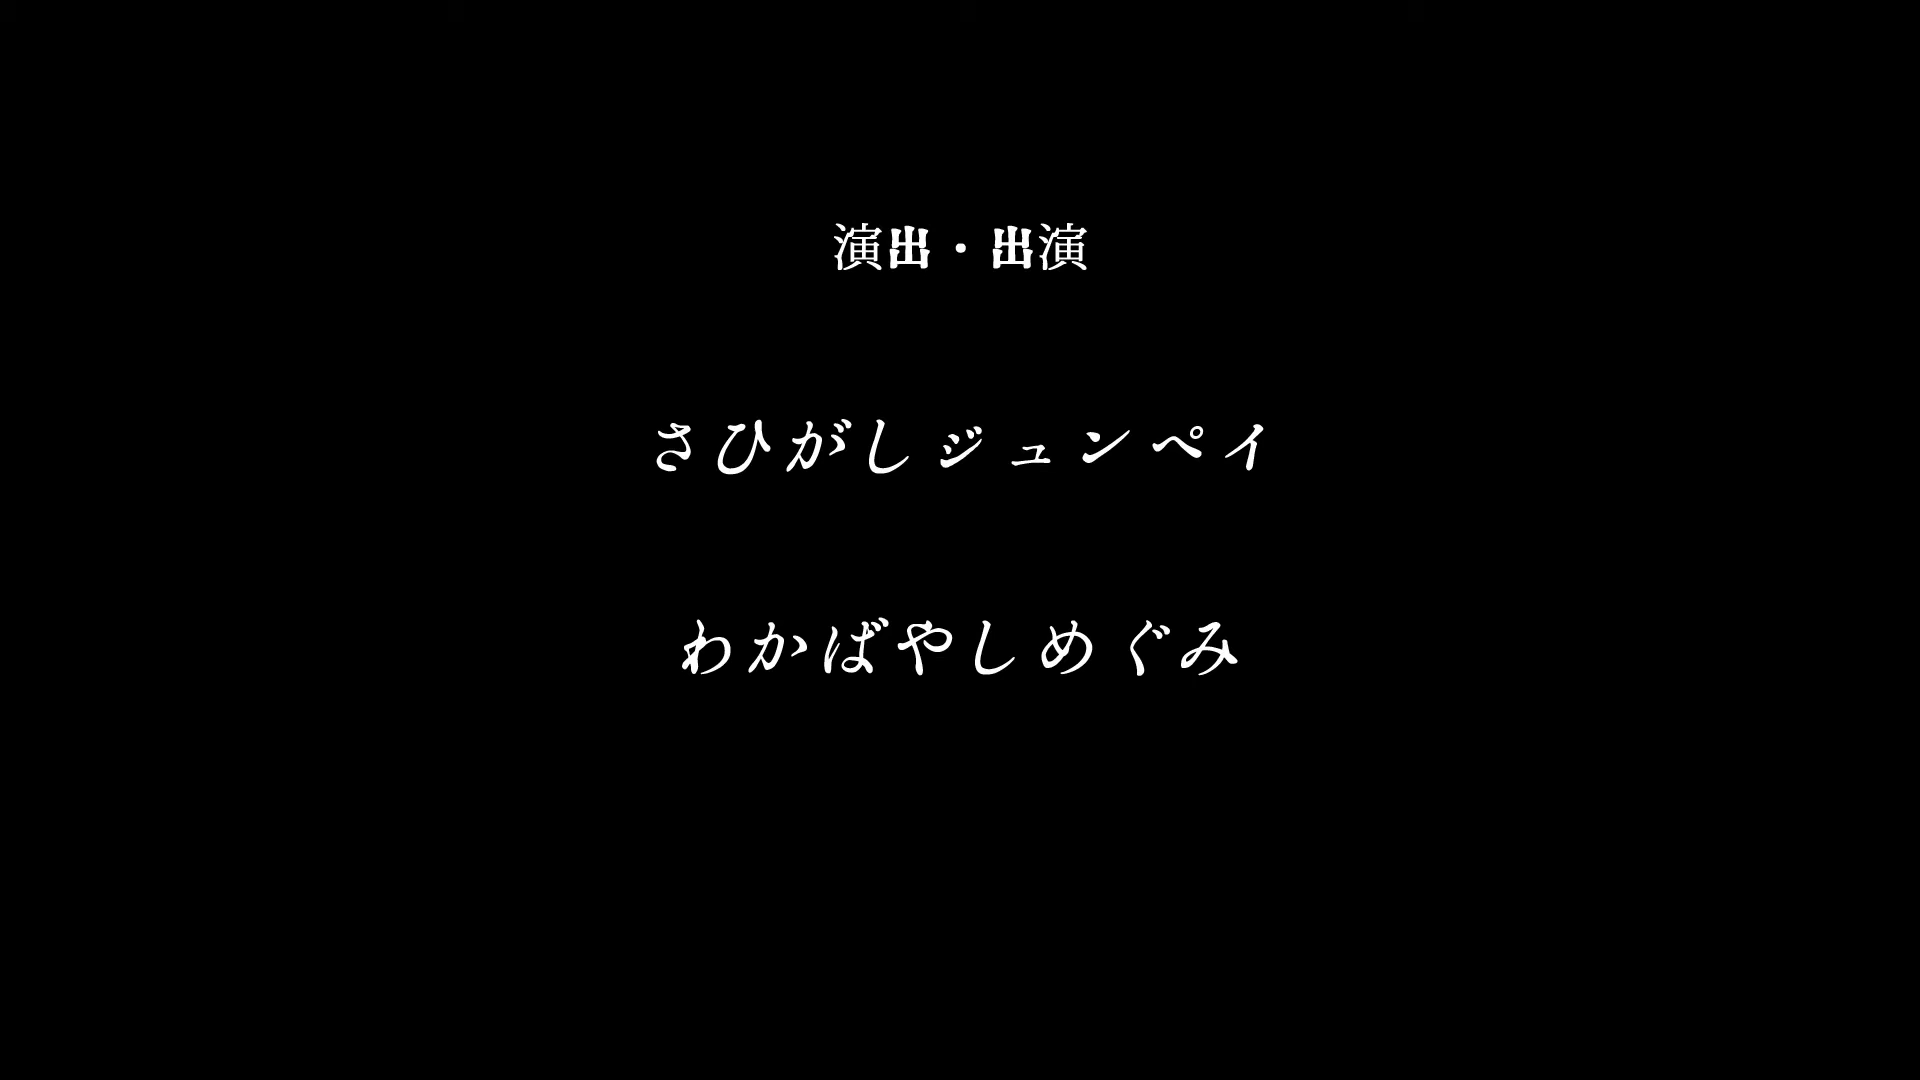 演出・出演
さひがしジュンペイ
わかばやしめぐみ